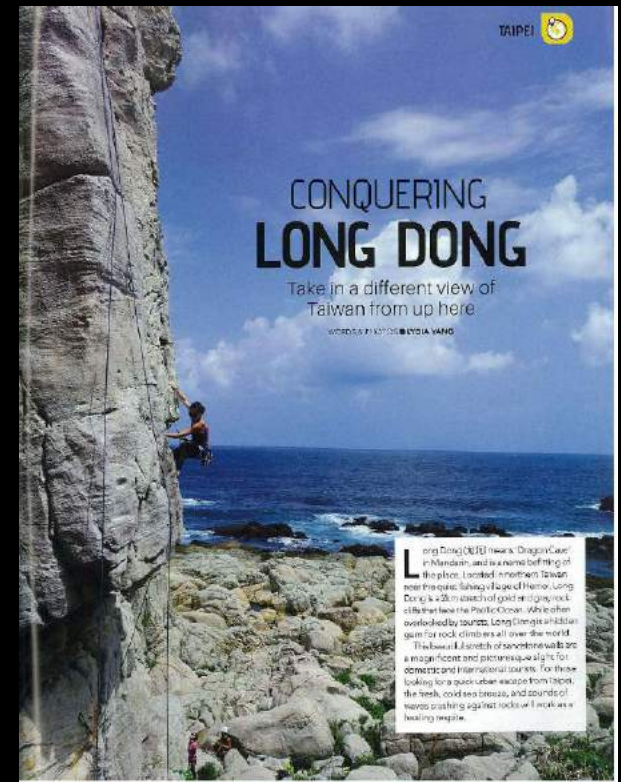 TAIPEI
CONQUERING
LONG DONG
Take in a different view of
Taiwan from up here
WORDS & PHOTOS LYDIA YANG
Long Dong means "Dragon Cave"
in Mandarin, and is a name befitting of
the place. Located in northern Taiwan
near the quiet fishing village of Hemei, Long
Dong is a 2km stretch of gold and gray rock
cliffs that face the Pacific Ocean. While often
overlooked by tourists, Long Dong is a hidden
gem for rock climbers all over the world.
This beautiful stretch of sandstone walls are
a magnificent and picturesque sight for
domestic and international tourists. For those
looking for a quick urban escape from Taipei,
the fresh, cold sea breeze, and sounds of
waves crashing against rocks will work as a
healing respite.